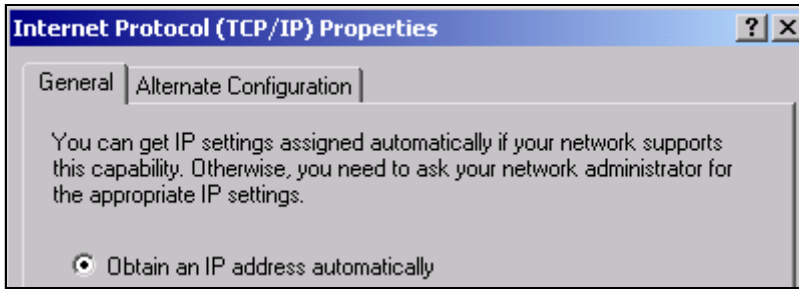 Internet Protocol (TCP/IP) Properties
General
Alternate Configuration
You can get IP settings assigned automatically if your network supports
this capability. Otherwise, you need to ask your network administrator for
the appropriate IP settings.
Obtain an IP address automatically